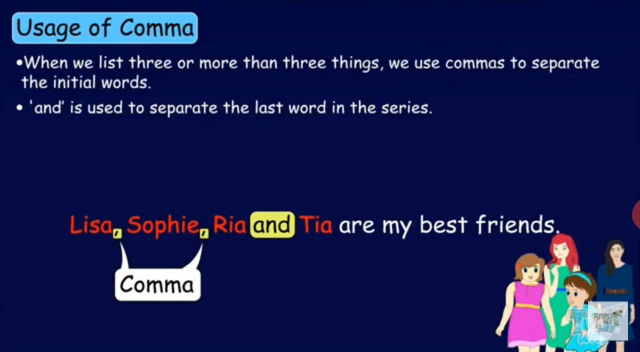 Usage of Comma
•When we list three or more than three things, we use commas to separate
the initial words.
• 'and' is used to separate the last word in the series.
Lisa, Sophie, Ria and Tia are my best friends.
Comma